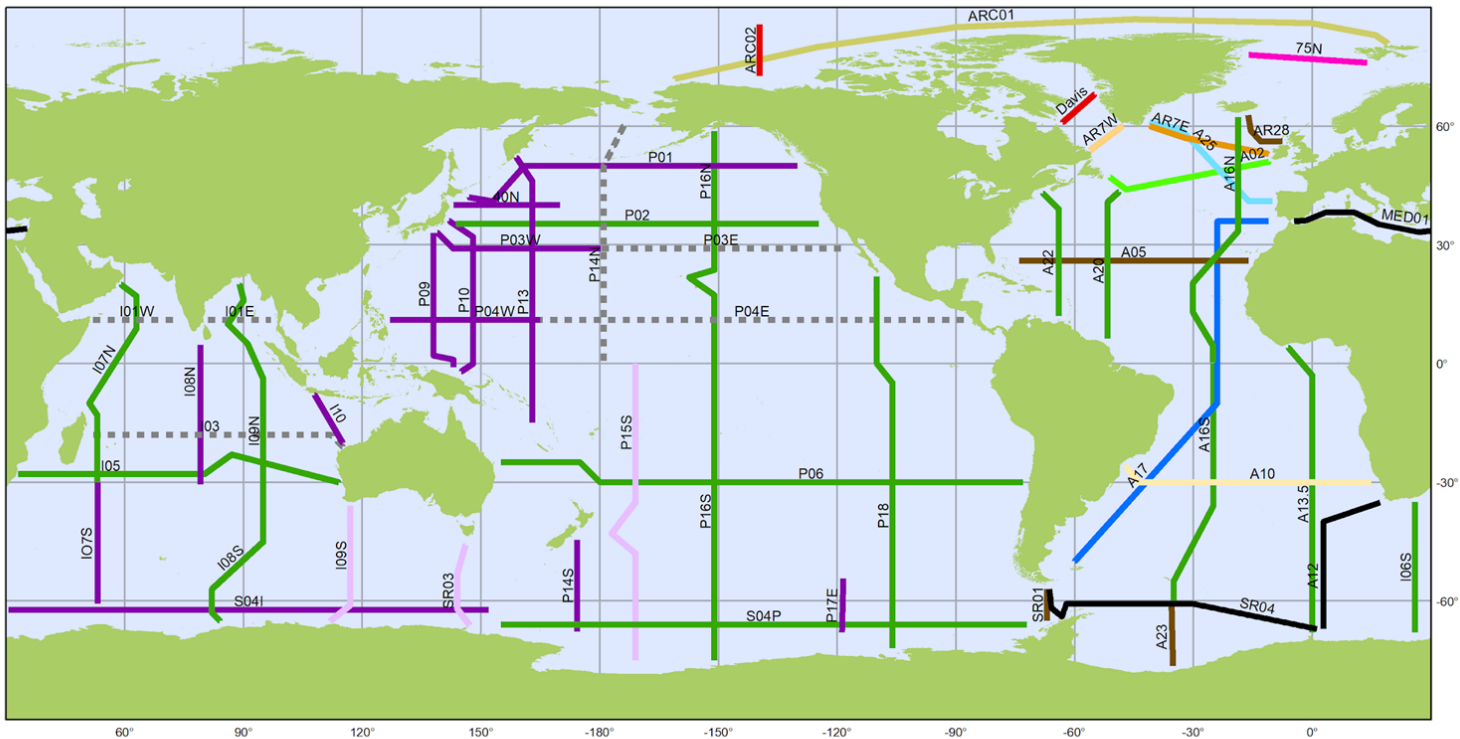 ARC01
ARC02
75N
Davis
AR7W
AR7E
A25
AR28
60°
A02
P01
P16N
A16N
40N
P02
MED01
P03W
P03E
30°
P14N
A22
A20
A05
P09
P10
P13
I01W
I01E
P04W
P04E
I07N
0°
I08N
I10
I03
I09N
P15S
A16S
I05
P06
A17
A10
-30°
P16S
P18
A13.5
IO7S
I08S
I09S
SR03
P14S
P17E
A12
I06S
S04I
S04P
SR01
SR04
-60°
A23
60° 90° 120° 150° -180° -150° -120° -90° -60° -30° 0°